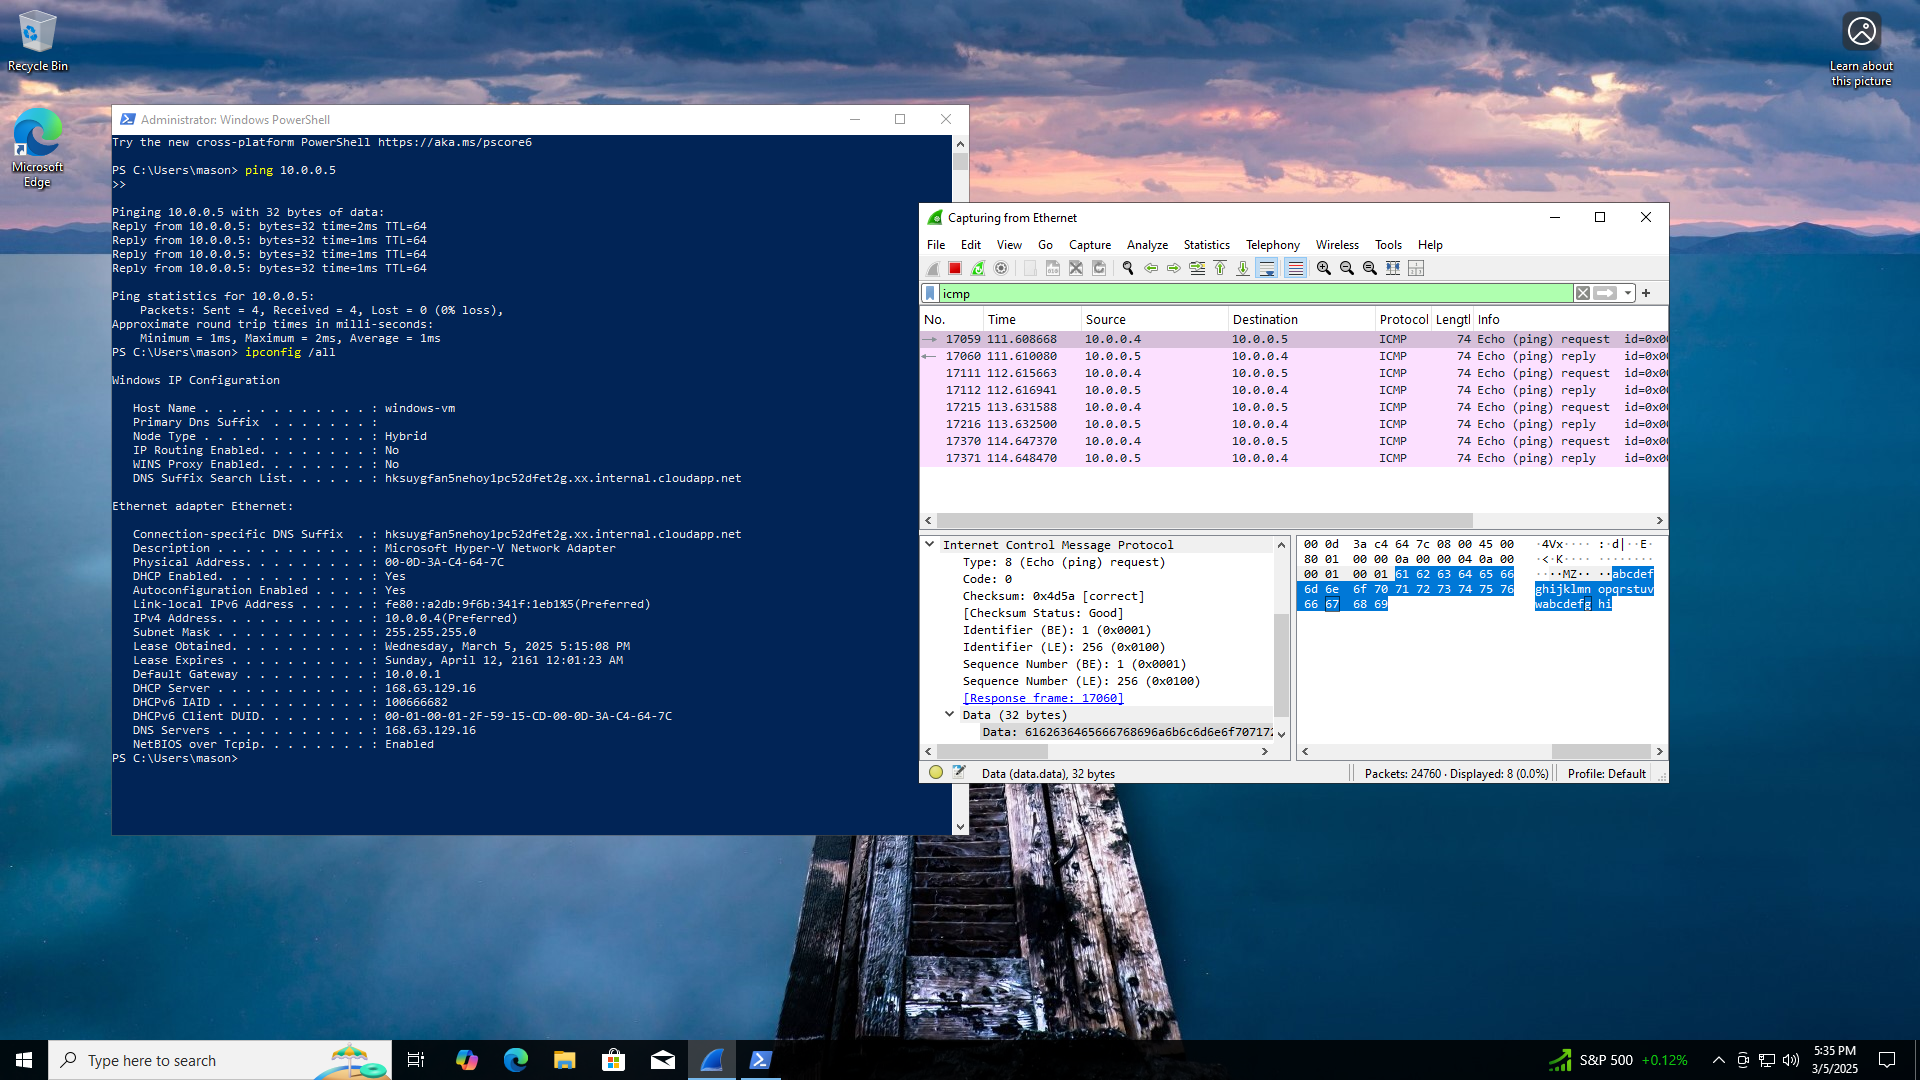 Recycle Bin
Microsoft
Edge
Learn about
this picture
Administrator: Windows PowerShell
Try the new cross-platform PowerShell https://aka.ms/pscore6
PS C:\Users\mason> ping 10.0.0.5
>>
Pinging 10.0.0.5 with 32 bytes of data:
Reply from 10.0.0.5: bytes=32 time=2ms TTL=64
Reply from 10.0.0.5: bytes=32 time=1ms TTL=64
Reply from 10.0.0.5: bytes=32 time=1ms TTL=64
Reply from 10.0.0.5: bytes=32 time=1ms TTL=64
Ping statistics for 10.0.0.5:
Packets: Sent = 4, Received = 4, Lost = 0 (0% loss),
Approximate round trip times in milli-seconds:
Minimum = 1ms, Maximum = 2ms, Average = 1ms
PS C:\Users\mason> ipconfig /all
Windows IP Configuration
Host Name . . . . . . . . . . . . : windows-vm
Primary Dns Suffix . . . . . . . :
Node Type . . . . . . . . . . . . : Hybrid
IP Routing Enabled. . . . . . . . : No
WINS Proxy Enabled. . . . . . . . : No
DNS Suffix Search List. . . . . . : hksuygfan5nehoy1pc52dfet2g.xx.internal.cloudapp.net
Ethernet adapter Ethernet:
Connection-specific DNS Suffix . : hksuygfan5nehoy1pc52dfet2g.xx.internal.cloudapp.net
Description . . . . . . . . . . . : Microsoft Hyper-V Network Adapter
Physical Address. . . . . . . . . : 00-0D-3A-C4-64-7C
DHCP Enabled. . . . . . . . . . . : Yes
Autoconfiguration Enabled . . . . : Yes
Link-local IPv6 Address . . . . . : fe80::a2db:9f6b:341f:1eb1%5(Preferred)
IPv4 Address. . . . . . . . . . . : 10.0.0.4(Preferred)
Subnet Mask . . . . . . . . . . . : 255.255.255.0
Lease Obtained. . . . . . . . . . : Wednesday, March 5, 2025 5:15:08 PM
Lease Expires . . . . . . . . . . : Sunday, April 12, 2161 12:01:23 AM
Default Gateway . . . . . . . . . : 10.0.0.1
DHCP Server . . . . . . . . . . . : 168.63.129.16
DHCPv6 IAID . . . . . . . . . . . : 100666682
DHCPv6 Client DUID. . . . . . . . : 00-01-00-01-2F-59-15-CD-00-0D-3A-C4-64-7C
DNS Servers . . . . . . . . . . . : 168.63.129.16
NetBIOS over Tcpip. . . . . . . . : Enabled
PS C:\Users\mason>
Capturing from Ethernet
File Edit View Go Capture Analyze Statistics Telephony Wireless Tools Help
icmp
No. Time Source Destination Protocol Lengtl Info
17059 111.608668 10.0.0.4 10.0.0.5 ICMP 74 Echo (ping) request id=0x0
17060 111.610080 10.0.0.5 10.0.0.4 ICMP 74 Echo (ping) reply id=0x0
17111 112.615663 10.0.0.4 10.0.0.5 ICMP 74 Echo (ping) request id=0x0
17112 112.616941 10.0.0.5 10.0.0.4 ICMP 74 Echo (ping) reply id=0x0
17215 113.631588 10.0.0.4 10.0.0.5 ICMP 74 Echo (ping) request id=0x0
17216 113.632500 10.0.0.5 10.0.0.4 ICMP 74 Echo (ping) reply id=0x0
17370 114.647370 10.0.0.4 10.0.0.5 ICMP 74 Echo (ping) request id=0x0
17371 114.648470 10.0.0.5 10.0.0.4 ICMP 74 Echo (ping) reply id=0x0
Internet Control Message Protocol
Type: 8 (Echo (ping) request)
Code: 0
Checksum: 0x4d5a [correct]
[Checksum Status: Good]
Identifier (BE): 1 (0x0001)
Identifier (LE): 256 (0x0100)
Sequence Number (BE): 1 (0x0001)
Sequence Number (LE): 256 (0x0100)
[Response frame: 17060]
Data (32 bytes)
Data: 6162636465666768696a6b6c6d6e6f707172
00 0d 3a c4 64 7c 08 00 45 00 ·4Vx···· :·d|··E·
80 01 00 00 0a 00 00 04 0a 00 ·<·K···· ········
00 01 00 01 61 62 63 64 65 66 ····MZ·· ··abcdef
6d 6e 6f 70 71 72 73 74 75 76 ghijklmn opqrstuv
66 67 68 69 wabcdefg hi
Data (data.data), 32 bytes
Packets: 24760 · Displayed: 8 (0.0%)
Profile: Default
Type here to search
S&P 500 +0.12%
5:35 PM
3/5/2025